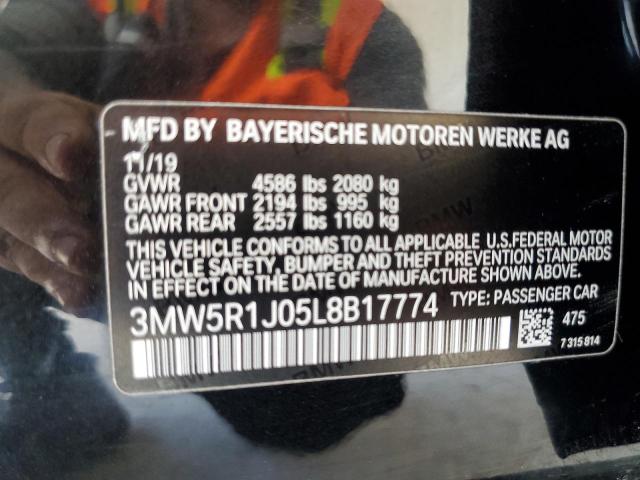 MFD BY BAYERISCHE MOTOREN WERKE AG
11/19
GVWR 4586 lbs 2080 kg
GAWR FRONT 2194 lbs 995 kg
GAWR REAR 2557 lbs 1160 kg
THIS VEHICLE CONFORMS TO ALL APPLICABLE U.S.FEDERAL MOTOR
VEHICLE SAFETY, BUMPER, AND THEFT PREVENTION STANDARDS
IN EFFECT ON THE DATE OF MANUFACTURE SHOWN ABOVE.
3MW5R1J05L8B17774 TYPE: PASSENGER CAR
475
7 315 814